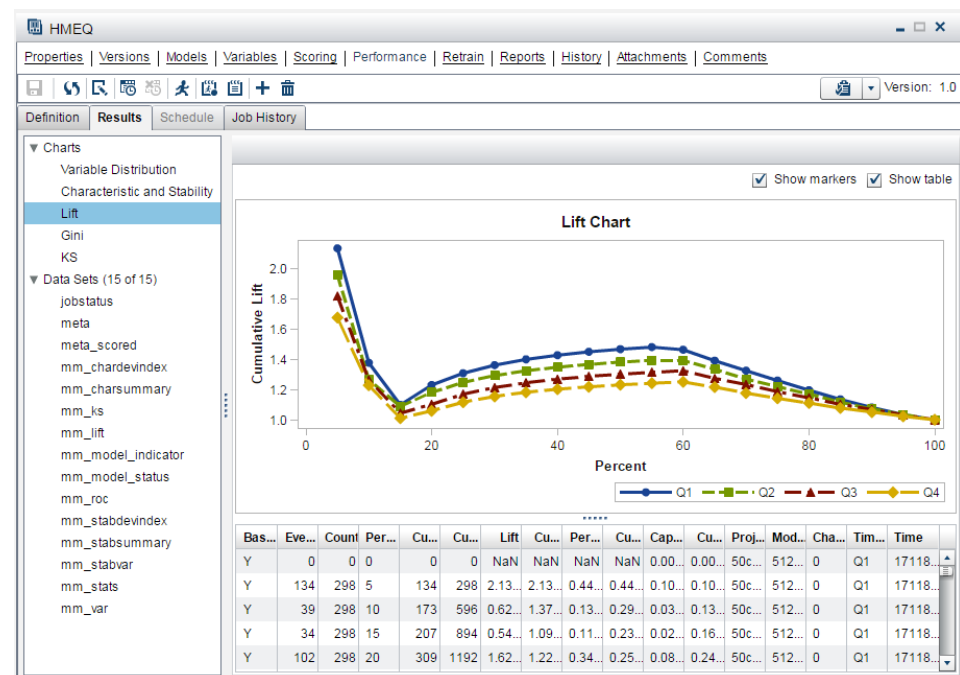 HMEQ
Properties | Versions | Models | Variables | Scoring | Performance | Retrain | Reports | History | Attachments | Comments
Version: 1.0
Definition Results Schedule Job History
Charts
Variable Distribution
Characteristic and Stability
Lift
Gini
KS
Data Sets (15 of 15)
jobstatus
meta
meta_scored
mm_chardevindex
mm_charsummary
mm_ks
mm_lift
mm_model_indicator
mm_model_status
mm_roc
mm_stabdevindex
mm_stabsummary
mm_stabvar
mm_stats
mm_var
Show markers Show table
Lift Chart
Cumulative Lift
2.0
1.8
1.6
1.4
1.2
1.0
0 20 40 60 80 100
Percent
Q1 Q2 Q3 Q4
Bas... Eve... Count Per... Cu... Cu... Lift Cu... Per... Cu... Cap... Cu... Proj... Mod... Cha... Tim... Time
Y 0 0 0 0 0 NaN NaN NaN NaN 0.00... 0.00... 50c... 512... 0 Q1 17118...
Y 134 298 5 134 298 2.13... 2.13... 0.44... 0.44... 0.10... 0.10... 50c... 512... 0 Q1 17118...
Y 39 298 10 173 596 0.62... 1.37... 0.13... 0.29... 0.03... 0.13... 50c... 512... 0 Q1 17118...
Y 34 298 15 207 894 0.54... 1.09... 0.11... 0.23... 0.02... 0.16... 50c... 512... 0 Q1 17118...
Y 102 298 20 309 1192 1.62... 1.22... 0.34... 0.25... 0.08... 0.24... 50c... 512... 0 Q1 17118...